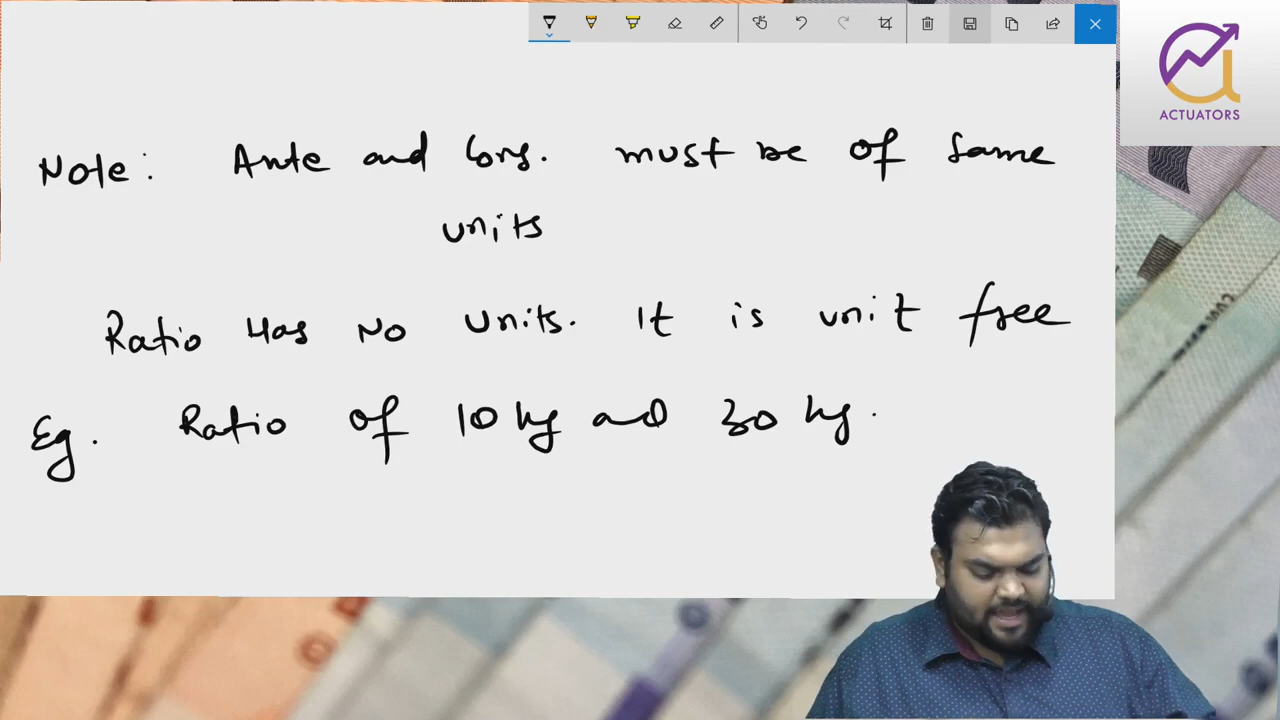 ACTUATORS
Note: Ante and Cons. must be of Same
units
Ratio Has No Units. It is unit free
Eg. Ratio of 10 kg and 30 kg.